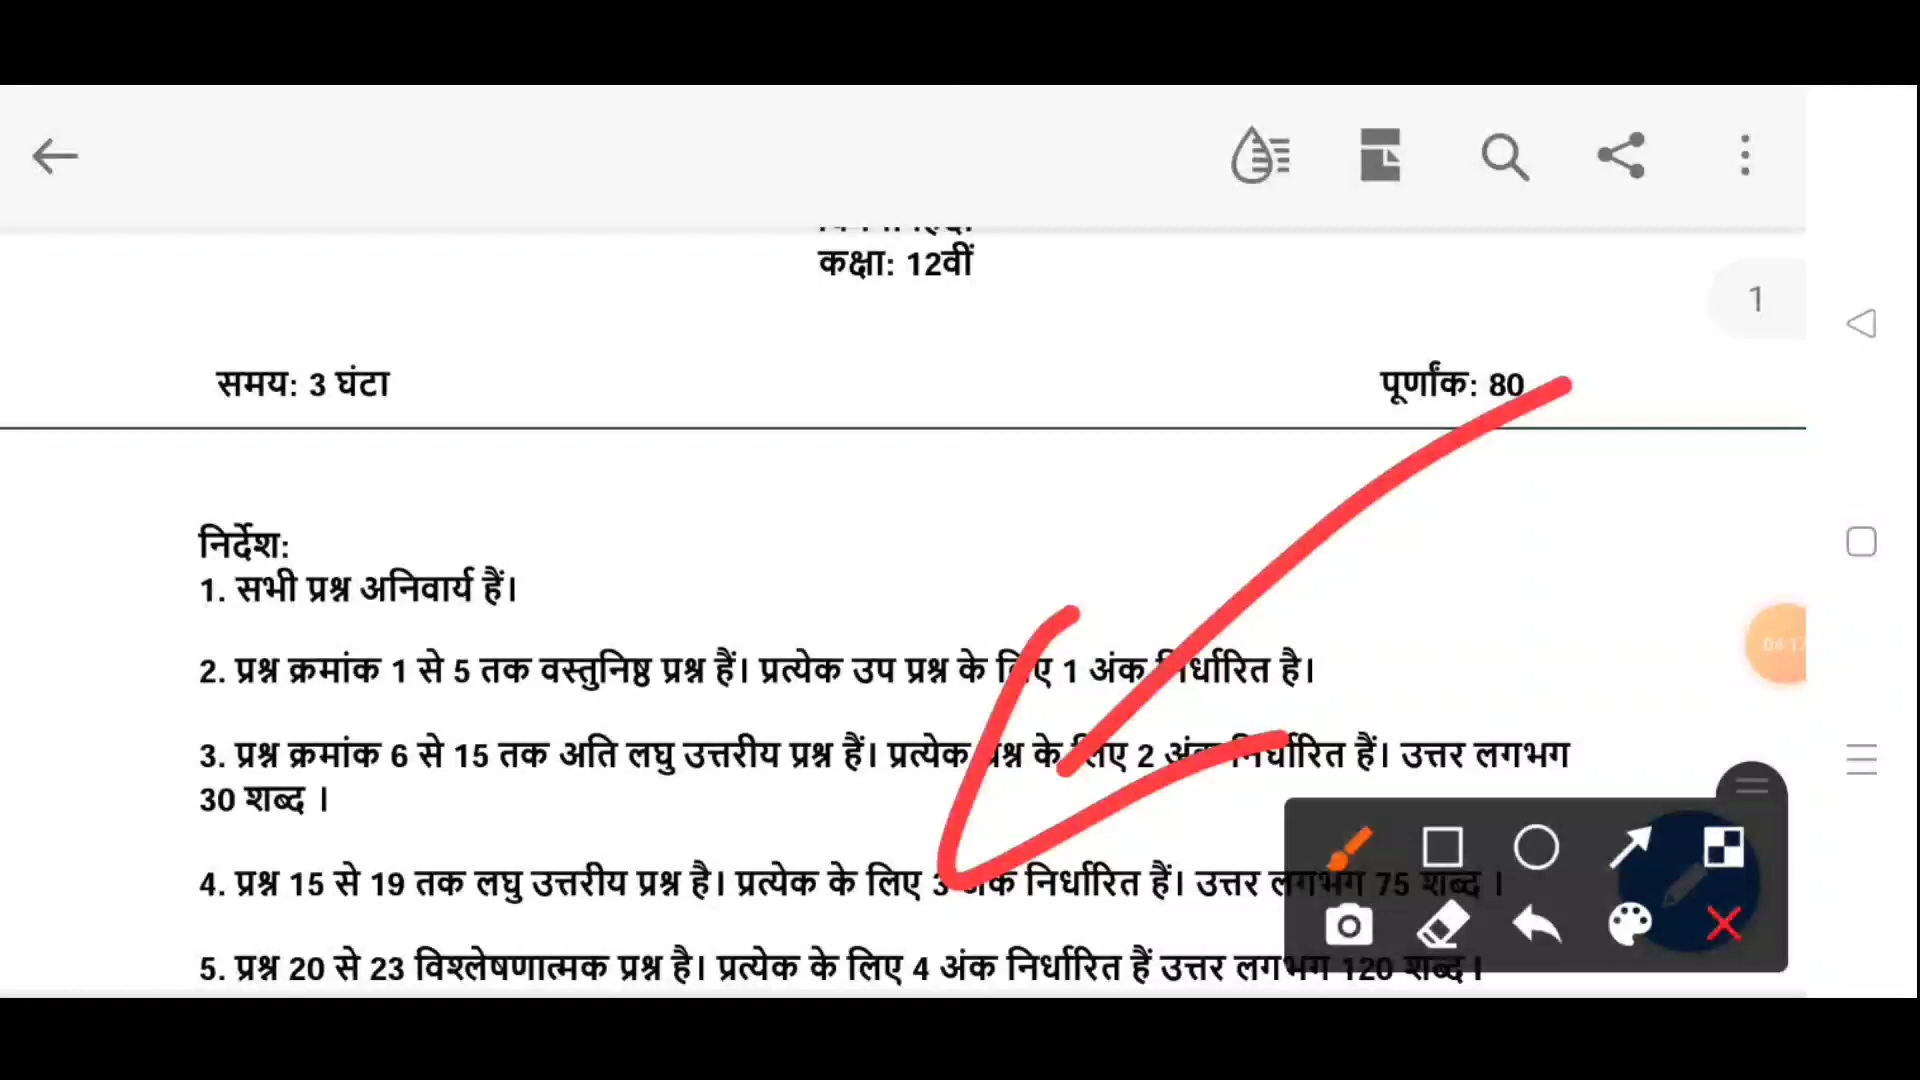 कक्षा: 12वीं
1
समय: 3 घंटा
पूर्णांक: 80
निर्देश:
1. सभी प्रश्न अनिवार्य हैं।
2. प्रश्न क्रमांक 1 से 5 तक वस्तुनिष्ठ प्रश्न हैं। प्रत्येक उप प्रश्न के लिए 1 अंक निर्धारित है।
3. प्रश्न क्रमांक 6 से 15 तक अति लघु उत्तरीय प्रश्न हैं। प्रत्येक प्रश्न के लिए 2 अंक निर्धारित हैं। उत्तर लगभग
30 शब्द ।
4. प्रश्न 15 से 19 तक लघु उत्तरीय प्रश्न है। प्रत्येक के लिए 3 अंक निर्धारित हैं। उत्तर लगभग 75 शब्द ।
5. प्रश्न 20 से 23 विश्लेषणात्मक प्रश्न है। प्रत्येक के लिए 4 अंक निर्धारित हैं उत्तर लगभग 120 शब्द ।